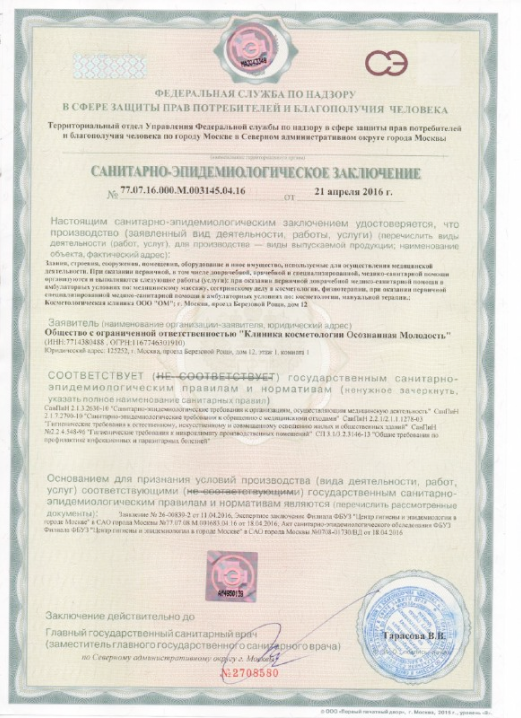 СЭ
ФЕДЕРАЛЬНАЯ СЛУЖБА ПО НАДЗОРУ
В СФЕРЕ ЗАЩИТЫ ПРАВ ПОТРЕБИТЕЛЕЙ И БЛАГОПОЛУЧИЯ ЧЕЛОВЕКА
Территориальный отдел Управления Федеральной службы по надзору в сфере защиты прав потребителей
и благополучия человека по городу Москве в Северном административном округе города Москвы
САНИТАРНО-ЭПИДЕМИОЛОГИЧЕСКОЕ ЗАКЛЮЧЕНИЕ
№ 77.07.16.000.М.003145.04.16 от 21 апреля 2016 г.
Настоящим санитарно-эпидемиологическим заключением удостоверяется, что
производство (заявленный вид деятельности, работы, услуги) (перечислить виды
деятельности (работ, услуг), для производства — виды выпускаемой продукции; наименование
объекта, фактический адрес):
Здания, строения, сооружения, помещения, оборудование и иное имущество, используемые для осуществления медицинской
деятельности. При оказании первичной, в том числе доврачебной, врачебной и специализированной, медико-санитарной помощи
организуются и выполняются следующие работы (услуги): при оказании первичной доврачебной медико-санитарной помощи в
амбулаторных условиях по: медицинскому массажу, сестринскому делу в косметологии, физиотерапии, при оказании первичной
специализированной медико-санитарной помощи в амбулаторных условиях по: косметологии, мануальной терапии.
Косметологическая клиника "ОМ"; г. Москва, проезд Березовой Рощи, дом 12
Заявитель (наименование организации-заявителя, юридический адрес)
Общество с ограниченной ответственностью "Клиника косметологии Осознанная Молодость"
(ИНН:7714380488 , ОГРН:1167746301910)
Юридический адрес: 125252, г. Москва, проезд Березовой Рощи, дом 12, этаж 1, комната 1
СООТВЕТСТВУЕТ (НЕ СООТВЕТСТВУЕТ) государственным санитарно-
эпидемиологическим правилам и нормативам (ненужное зачеркнуть,
указать полное наименование санитарных правил)
СанПиН 2.1.3.2630-10 "Санитарно-эпидемиологические требования к организациям, осуществляющим медицинскую деятельность" СанПиН
2.1.7.2790-10 "Санитарно-эпидемиологические требования к обращению с медицинскими отходами" СанПиН 2.2.1/2.1.1.1278-03
"Гигиенические требования к естественному, искусственному и совмещенному освещению жилых и общественных зданий" СанПиН
№2.2.4.548-96 "Гигиенические требования к микроклимату производственных помещений" СП 3.1/3.2.3146-13 "Общие требования по
профилактике инфекционных и паразитарных болезней"
Основанием для признания условий производства (вида деятельности, работ,
услуг) соответствующими (не соответствующими) государственным санитарно-
эпидемиологическим правилам и нормативам являются (перечислить рассмотренные
документы): Заявление № 26-00830-2 от 11.04.2016, Экспертное заключение Филиала ФБУЗ "Центр гигиены и эпидемиологии в
городе Москве" в САО города Москвы №77.07.08.М.001683.04.16 от 18.04.2016, Акт санитарно-эпидемиологического обследования ФБУЗ
Филиала ФБУЗ "Центр гигиены и эпидемиологии в городе Москве" в САО города Москвы от 18.04.2016
Заключение действительно до
Главный государственный санитарный врач
(заместитель главного государственного санитарного врача)
по Северному административному округу г. Москвы
Тарасова В.В.
№2708580